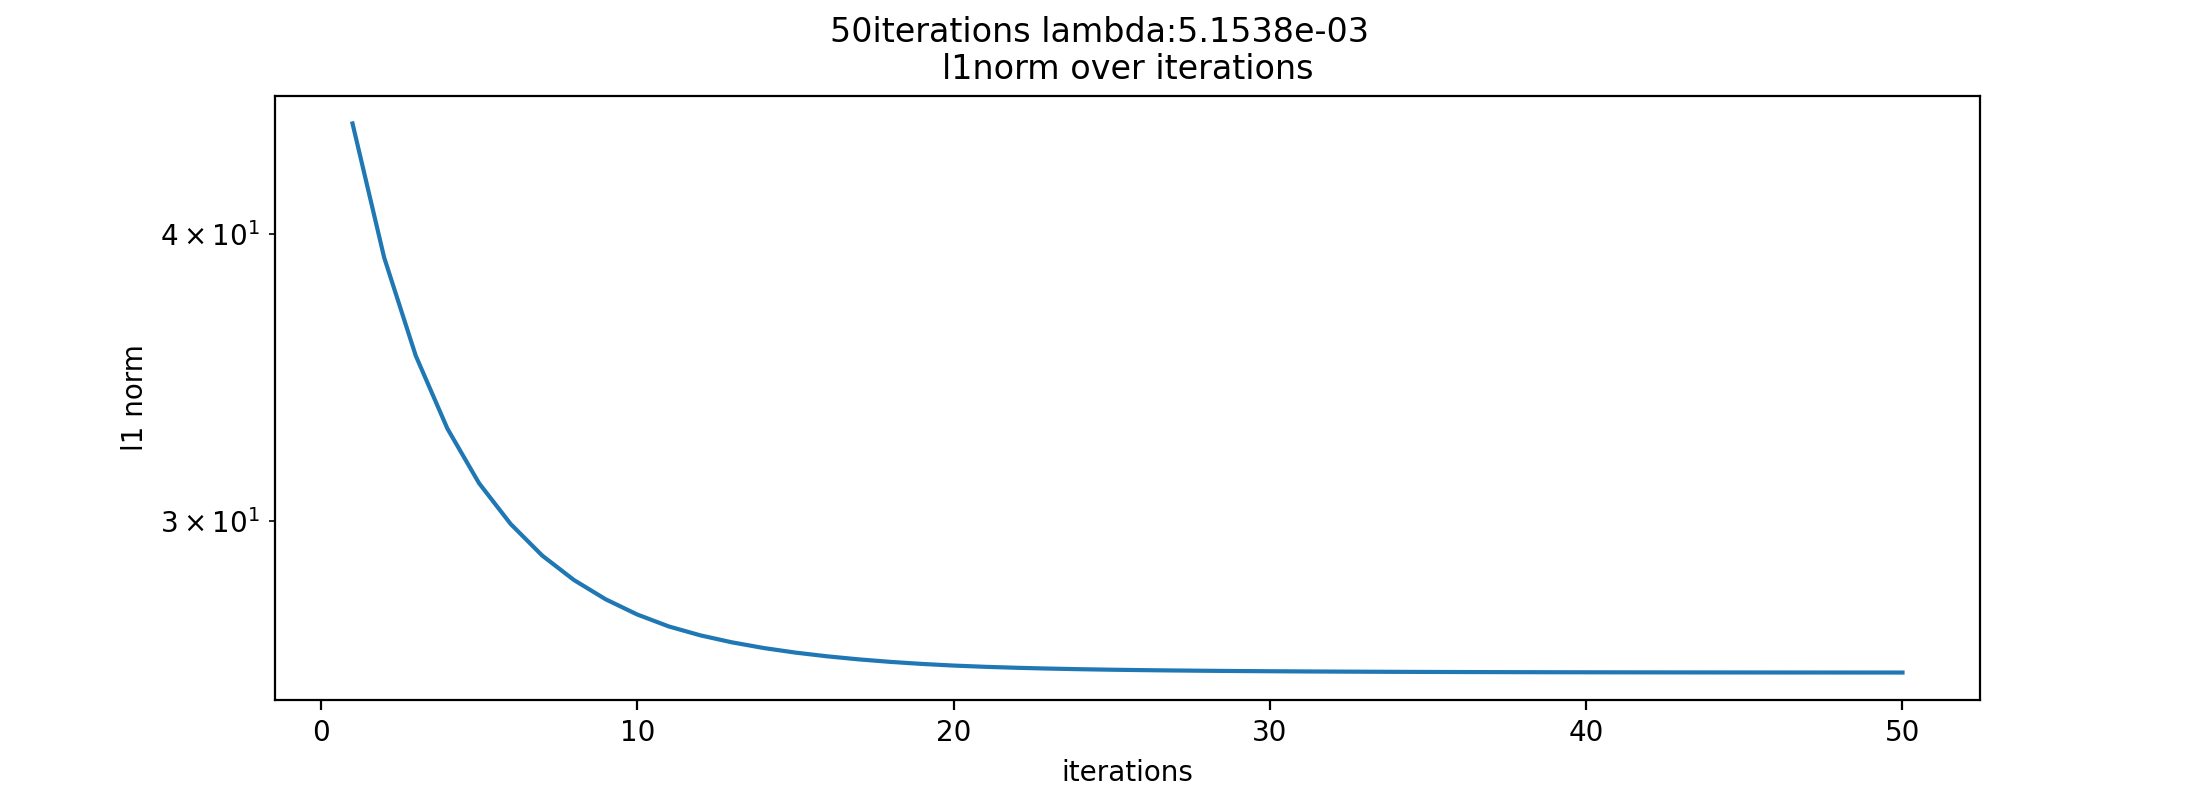 50iterations lambda:5.1538e-03
l1norm over iterations
l1 norm
4 × 10¹
3 × 10¹
0 10 20 30 40 50
iterations